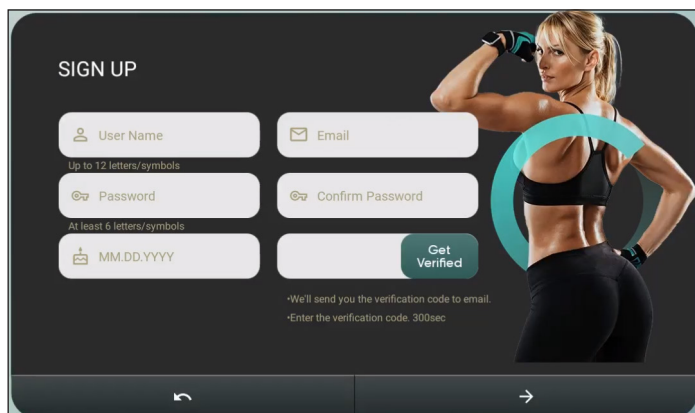 SIGN UP
User Name
Email
Up to 12 letters/symbols
Password
Confirm Password
At least 6 letters/symbols
MM.DD.YYYY
Get
Verified
•We'll send you the verification code to email.
•Enter the verification code. 300sec